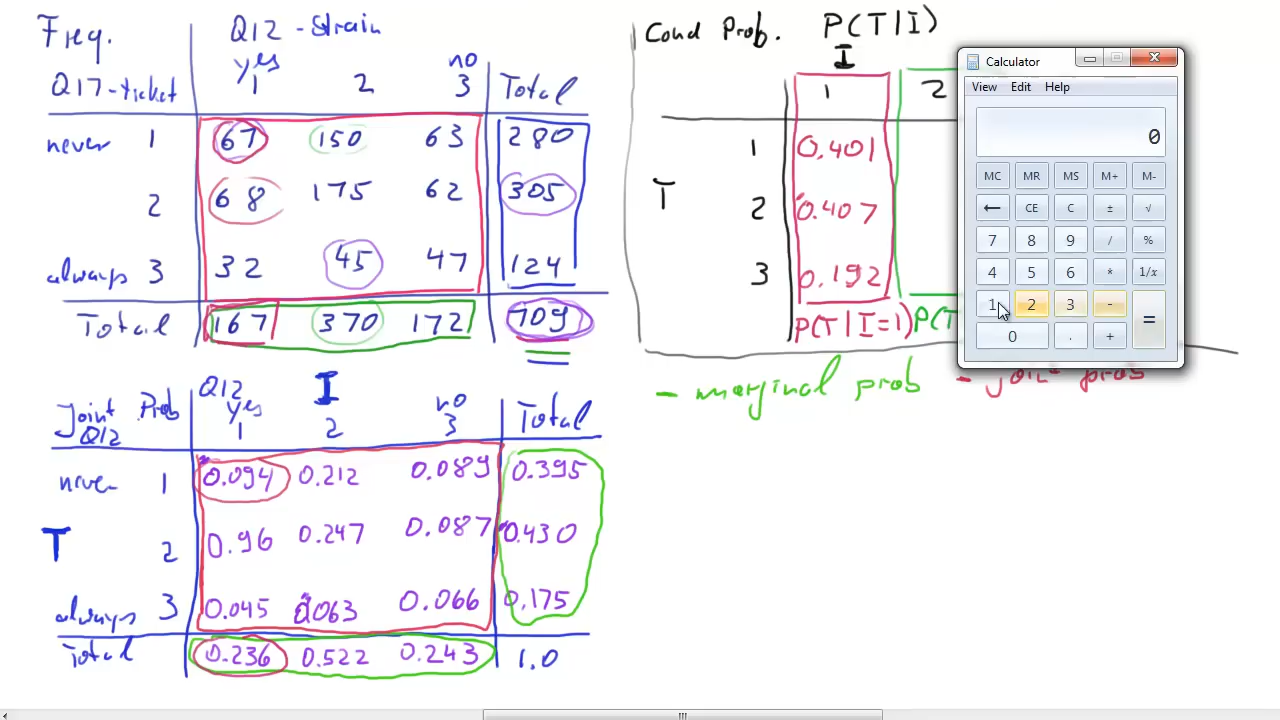 Freq. Q12 - Strain
yes no
Q17-ticket 1 2 3 Total
never 1 67 150 63 280
2 68 175 62 305
always 3 32 45 47 124
Total 167 370 172 709
Joint Prob Q12 I
Q12 yes no
1 2 3 Total
never 1 0.094 0.212 0.089 0.395
T 2 0.96 0.247 0.087 0.430
always 3 0.045 0.063 0.066 0.175
Total 0.236 0.522 0.243 1.0
Cond Prob. P(T|I)
I
1 2
1 0.401
T 2 0.407
3 0.192
P(T|I=1) P(T
- marginal prob - joint prob
Calculator
View Edit Help
0
MC MR MS M+ M-
← CE C ± √
7 8 9 / %
4 5 6 * 1/x
1 2 3 - =
0 . +